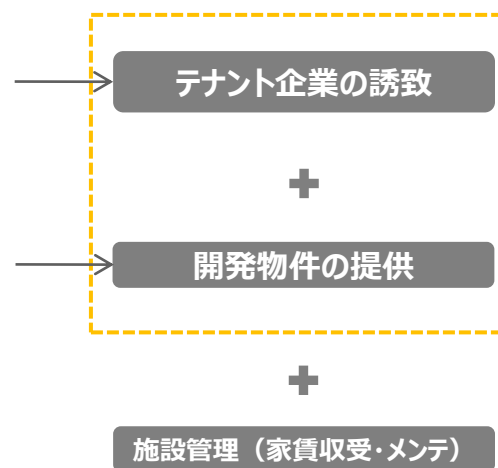 テナント企業の誘致
+
開発物件の提供
+
施設管理（家賃収受・メンテ）